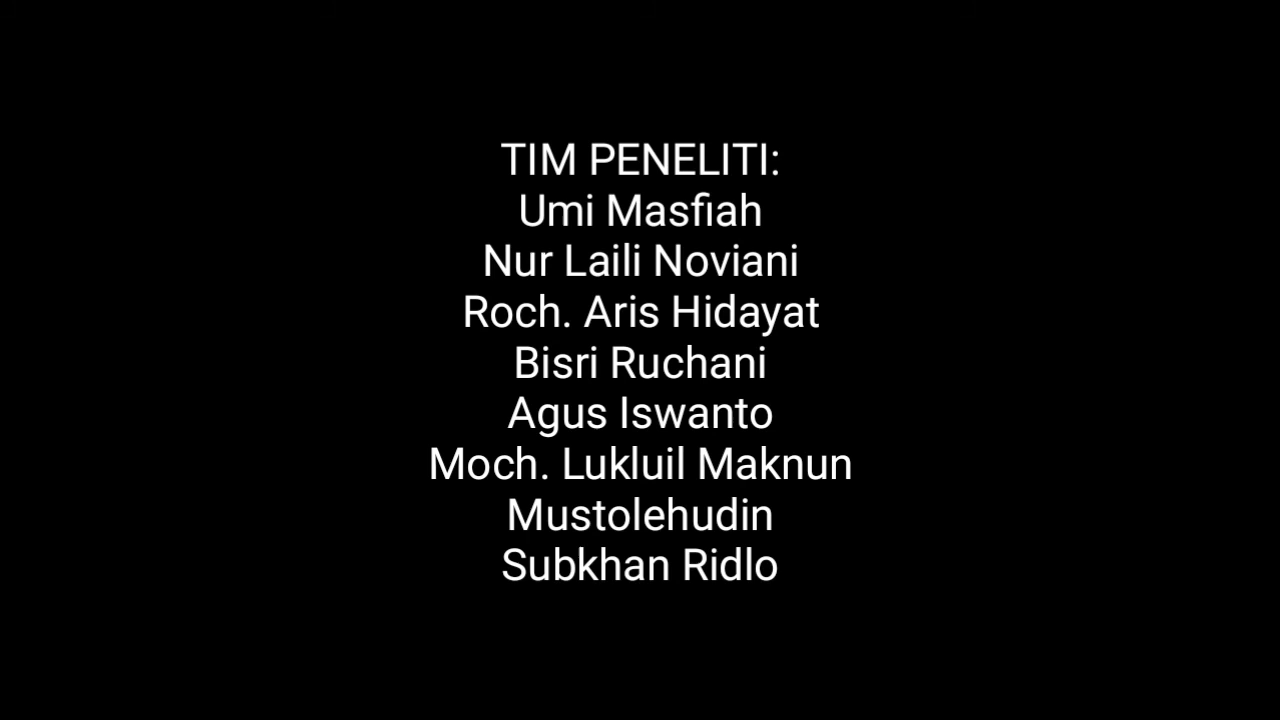 TIM PENELITI:
Umi Masfiah
Nur Laili Noviani
Roch. Aris Hidayat
Bisri Ruchani
Agus Iswanto
Moch. Lukluil Maknun
Mustolehudin
Subkhan Ridlo